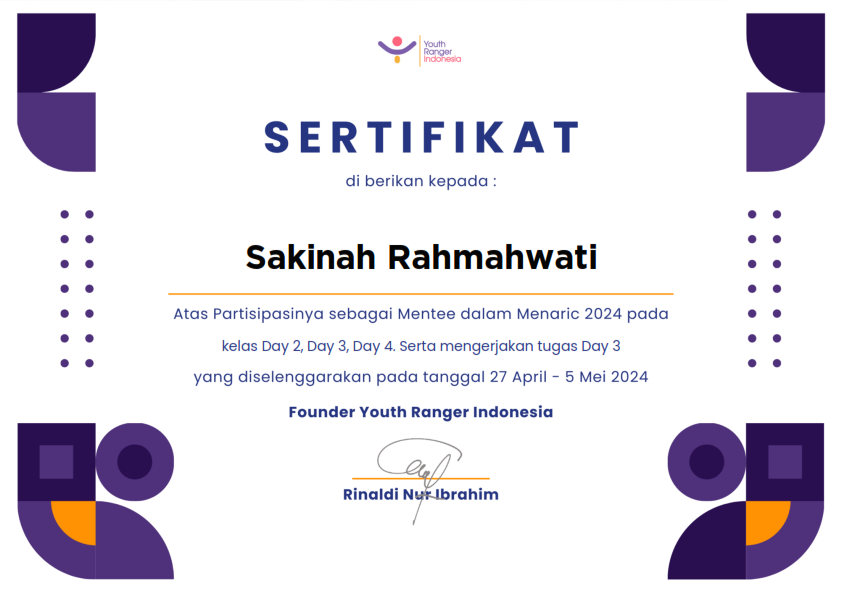 Youth
Ranger
Indonesia
SERTIFIKAT
di berikan kepada :
Sakinah Rahmahwati
Atas Partisipasinya sebagai Mentee dalam Menaric 2024 pada
kelas Day 2, Day 3, Day 4. Serta mengerjakan tugas Day 3
yang diselenggarakan pada tanggal 27 April - 5 Mei 2024
Founder Youth Ranger Indonesia
Rinaldi Nur Ibrahim